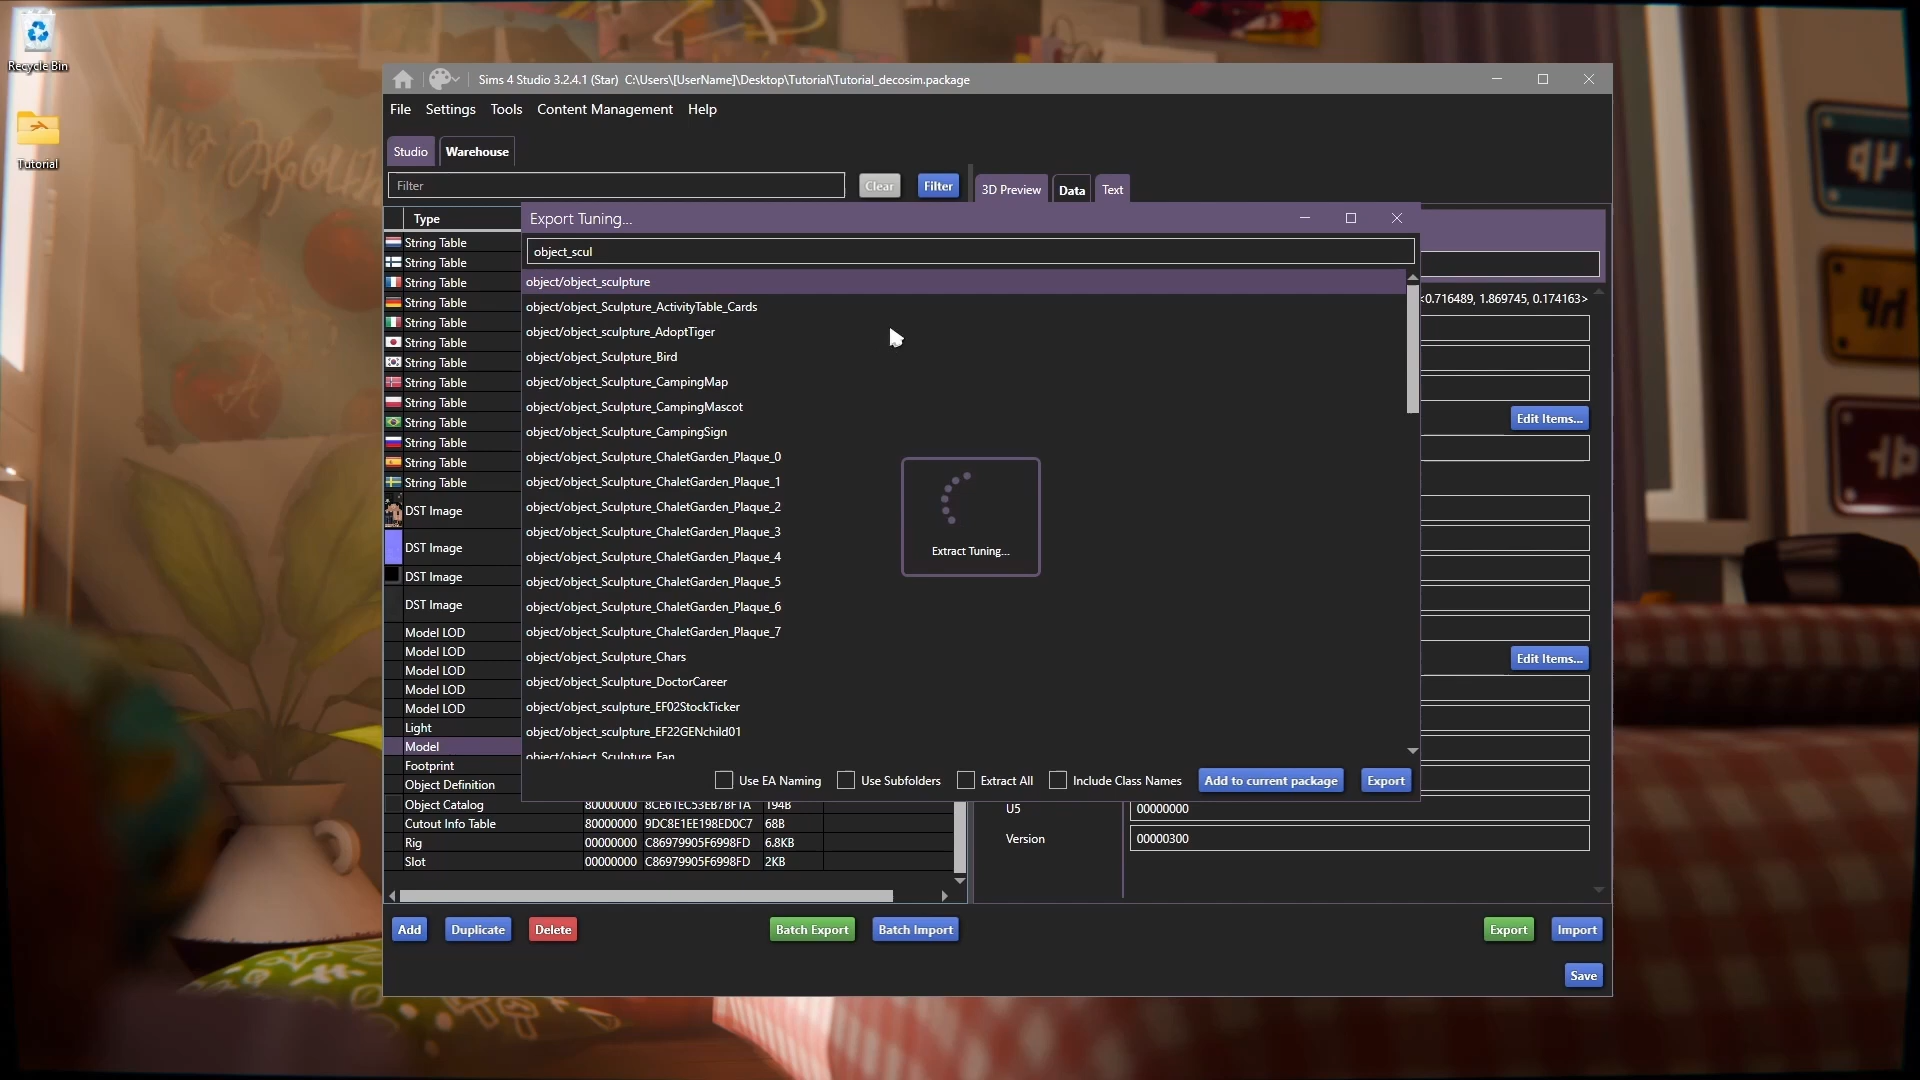 Recycle Bin
Tutorial
Sims 4 Studio 3.2.4.1 (Star) C:\Users\[UserName]\Desktop\Tutorial\Tutorial_decosim.package
File Settings Tools Content Management Help
Studio Warehouse
Filter Clear Filter
3D Preview Data Text
Type
Export Tuning...
object_scul
String Table
String Table
String Table
String Table
String Table
String Table
String Table
String Table
String Table
String Table
String Table
String Table
String Table
DST Image
DST Image
DST Image
DST Image
Model LOD
Model LOD
Model LOD
Model LOD
Model LOD
Light
Model
Footprint
Object Definition
Object Catalog 80000000 8CE61EC53EB7BF1A 194B
Cutout Info Table 80000000 9DC8E1EE198ED0C7 68B
Rig 00000000 C86979905F6998FD 6.8KB
Slot 00000000 C86979905F6998FD 2KB
object/object_sculpture
object/object_Sculpture_ActivityTable_Cards
object/object_sculpture_AdoptTiger
object/object_Sculpture_Bird
object/object_Sculpture_CampingMap
object/object_Sculpture_CampingMascot
object/object_Sculpture_CampingSign
object/object_Sculpture_ChaletGarden_Plaque_0
object/object_Sculpture_ChaletGarden_Plaque_1
object/object_Sculpture_ChaletGarden_Plaque_2
object/object_Sculpture_ChaletGarden_Plaque_3
object/object_Sculpture_ChaletGarden_Plaque_4
object/object_Sculpture_ChaletGarden_Plaque_5
object/object_Sculpture_ChaletGarden_Plaque_6
object/object_Sculpture_ChaletGarden_Plaque_7
object/object_Sculpture_Chars
object/object_Sculpture_DoctorCareer
object/object_sculpture_EF02StockTicker
object/object_sculpture_EF22GENchild01
object/object_Sculpture_Fan
Extract Tuning...
Use EA Naming Use Subfolders Extract All Include Class Names Add to current package Export
<0.716489, 1.869745, 0.174163>
Edit Items...
Edit Items...
U5 00000000
Version 00000300
Add Duplicate Delete Batch Export Batch Import Export Import
Save